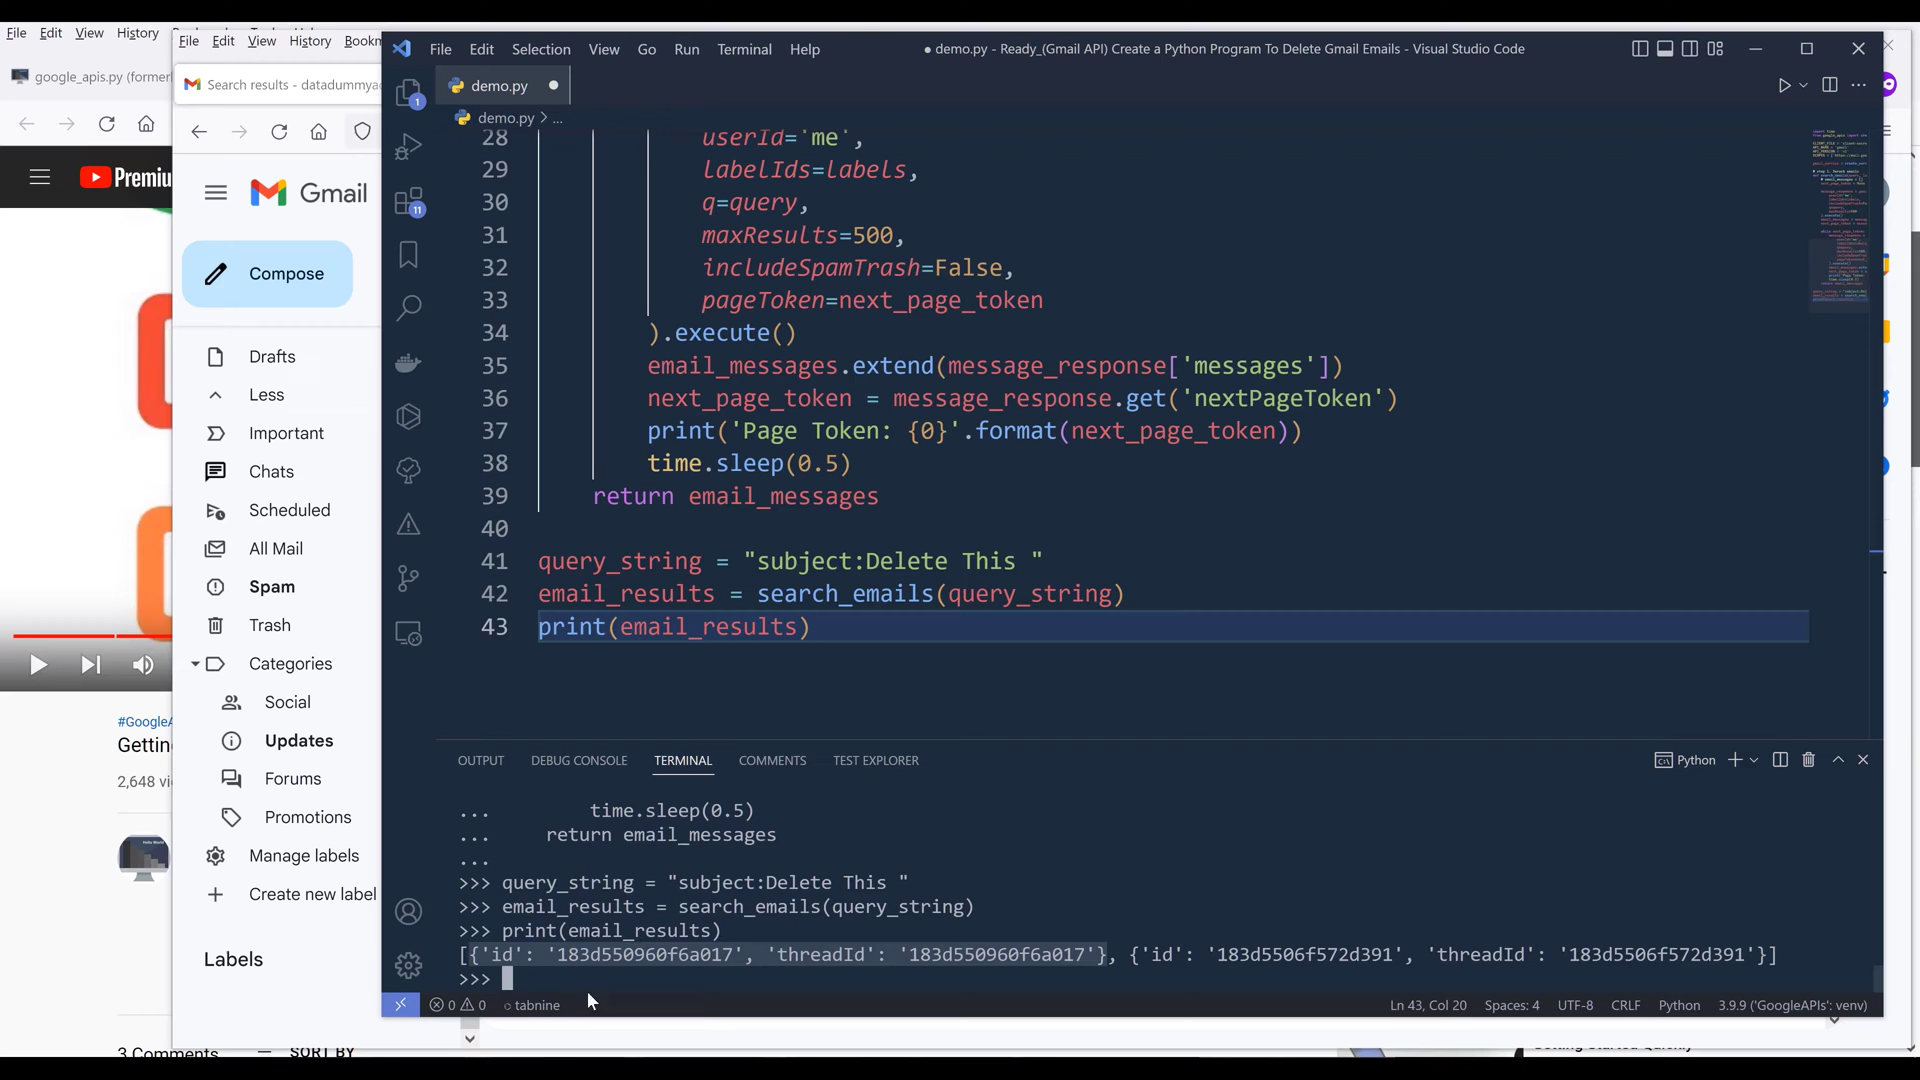 File Edit View History
File Edit View History Bookm
File Edit Selection View Go Run Terminal Help
demo.py - Ready_(Gmail API) Create a Python Program To Delete Gmail Emails - Visual Studio Code
google_apis.py (formerl
Search results - datadummyac
demo.py
demo.py > ...
Premiu
Gmail
Compose
Drafts
Less
Important
Chats
Scheduled
All Mail
Spam
Trash
Categories
Social
Updates
Forums
Promotions
Manage labels
Create new label
Labels
#GoogleA
Getting
2,648 vi
3 Comments
SORT BY
1
11
28 userId='me',
29 labelIds=labels,
30 q=query,
31 maxResults=500,
32 includeSpamTrash=False,
33 pageToken=next_page_token
34 ).execute()
35 email_messages.extend(message_response['messages'])
36 next_page_token = message_response.get('nextPageToken')
37 print('Page Token: {0}'.format(next_page_token))
38 time.sleep(0.5)
39 return email_messages
40
41 query_string = "subject:Delete This "
42 email_results = search_emails(query_string)
43 print(email_results)
OUTPUT DEBUG CONSOLE TERMINAL COMMENTS TEST EXPLORER
Python
... time.sleep(0.5)
... return email_messages
...
>>> query_string = "subject:Delete This "
>>> email_results = search_emails(query_string)
>>> print(email_results)
[{'id': '183d550960f6a017', 'threadId': '183d550960f6a017'}, {'id': '183d5506f572d391', 'threadId': '183d5506f572d391'}]
>>>
0 0 tabnine
Ln 43, Col 20 Spaces: 4 UTF-8 CRLF Python 3.9.9 ('GoogleAPIs': venv)